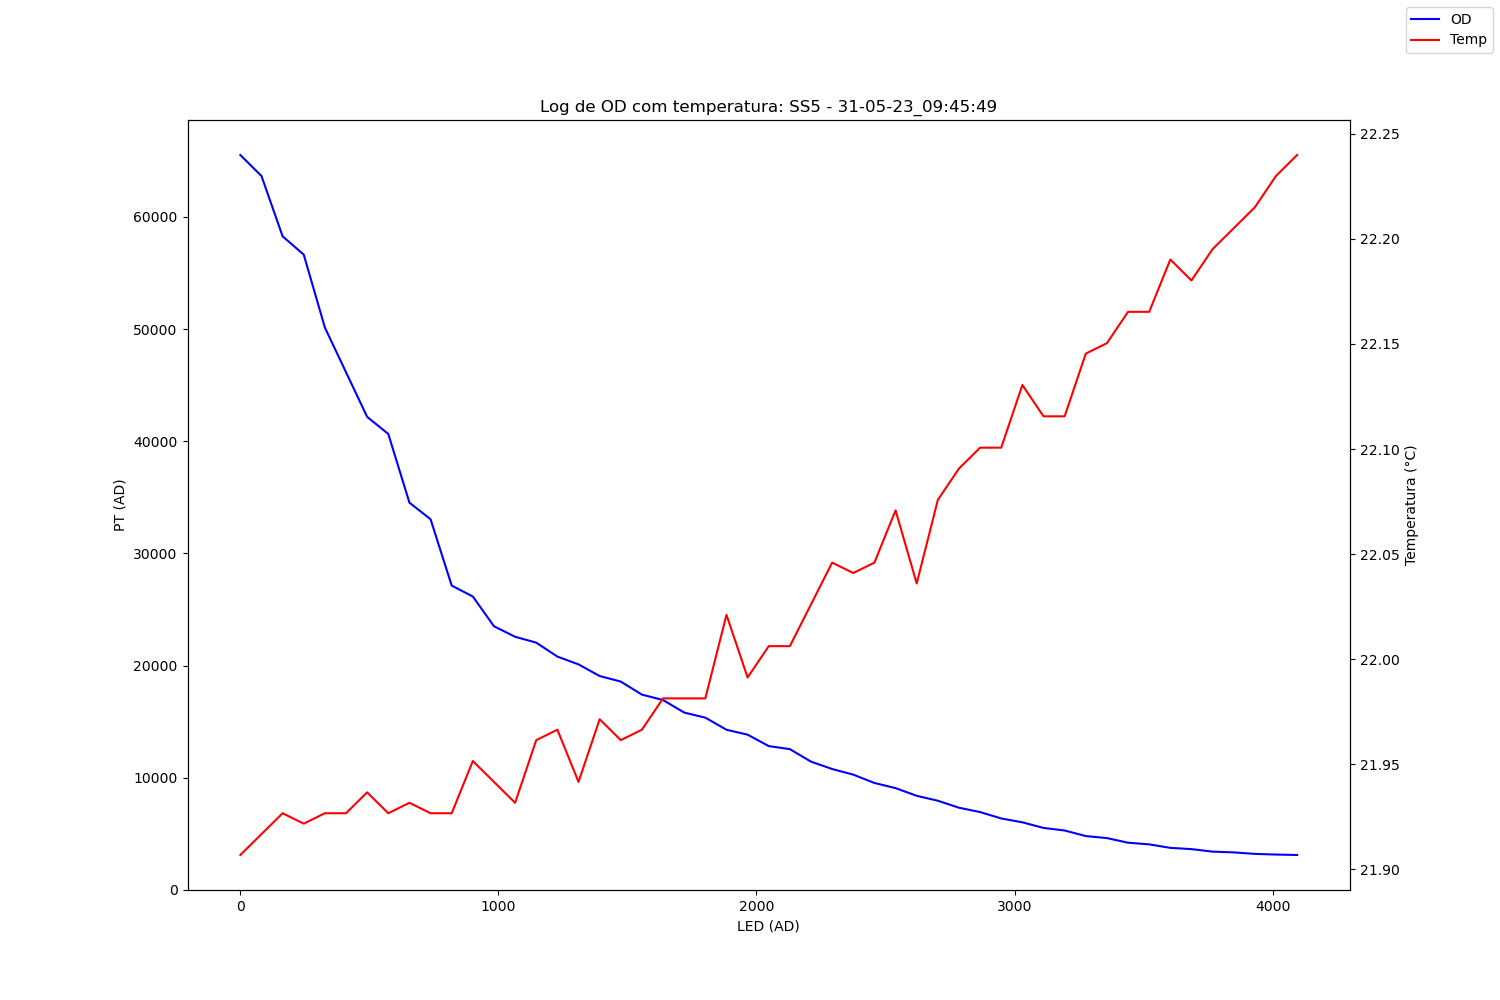 OD
Temp
Log de OD com temperatura: SS5 - 31-05-23_09:45:49
60000
50000
40000
30000
20000
10000
0
PT (AD)
22.25
22.20
22.15
22.10
22.05
22.00
21.95
21.90
Temperatura (°C)
0 1000 2000 3000 4000
LED (AD)